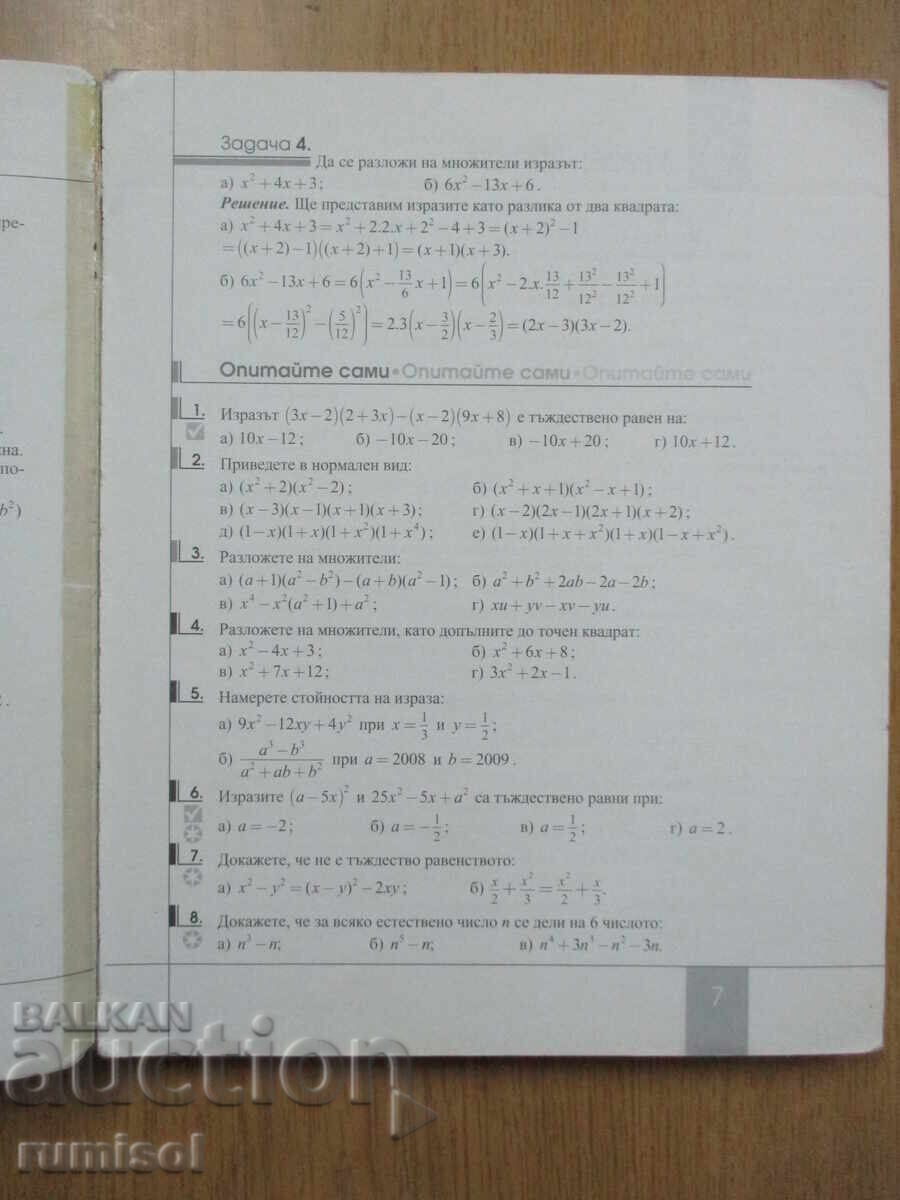 Задача 4.
Да се разложи на множители изразът:
а) x² + 4x + 3; б) 6x² − 13x + 6.
Решение. Ще представим изразите като разлика от два квадрата:
а) x² + 4x + 3 = x² + 2.2.x + 2² − 4 + 3 = (x + 2)² − 1
= ((x + 2) − 1)((x + 2) + 1) = (x + 1)(x + 3).
б) 6x² − 13x + 6 = 6(x² − 13/6 x + 1) = 6(x² − 2.x.13/12 + 13²/12² − 13²/12² + 1)
= 6((x − 13/12)² − (5/12)²) = 2.3(x − 3/2)(x − 2/3) = (2x − 3)(3x − 2).
Опитайте сами • Опитайте сами • Опитайте сами
1. Изразът (3x − 2)(2 + 3x) − (x − 2)(9x + 8) е тъждествено равен на:
а) 10x − 12; б) −10x − 20; в) −10x + 20; г) 10x + 12.
2. Приведете в нормален вид:
а) (x² + 2)(x² − 2); б) (x² + x + 1)(x² − x + 1);
в) (x − 3)(x − 1)(x + 1)(x + 3); г) (x − 2)(2x − 1)(2x + 1)(x + 2);
д) (1 − x)(1 + x)(1 + x²)(1 + x⁴); е) (1 − x)(1 + x + x²)(1 + x)(1 − x + x²).
3. Разложете на множители:
а) (a + 1)(a² − b²) − (a + b)(a² − 1); б) a² + b² + 2ab − 2a − 2b;
в) x⁴ − x²(a² + 1) + a²; г) xu + yv − xv − yu.
4. Разложете на множители, като допълните до точен квадрат:
а) x² − 4x + 3; б) x² + 6x + 8;
в) x² + 7x + 12; г) 3x² + 2x − 1.
5. Намерете стойността на израза:
а) 9x² − 12xy + 4y² при x = 1/3 и y = 1/2;
б) (a³ − b³)/(a² + ab + b²) при a = 2008 и b = 2009.
6. Изразите (a − 5x)² и 25x² − 5x + a² са тъждествено равни при:
а) a = −2; б) a = −1/2; в) a = 1/2; г) a = 2.
7. Докажете, че не е тъждество равенството:
а) x² − y² = (x − y)² − 2xy; б) x/2 + x²/3 = x²/2 + x/3.
8. Докажете, че за всяко естествено число n се дели на 6 числото:
а) n³ − n; б) n⁵ − n; в) n⁴ + 3n³ − n² − 3n.
7
ре-
на.
по-
b²)
BALKAN
auction
rumisol